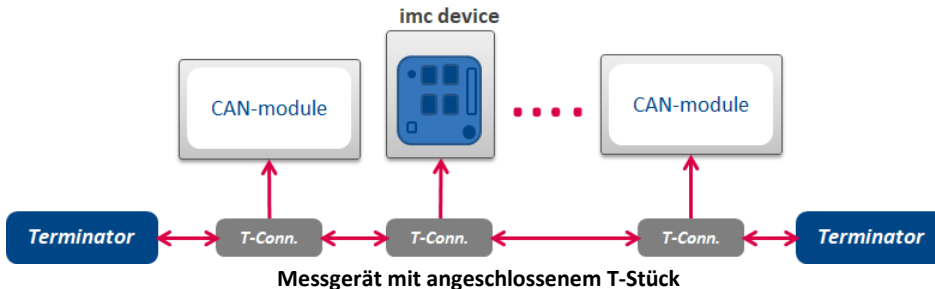 imc device
CAN-module
CAN-module
Terminator
T-Conn.
T-Conn.
T-Conn.
Terminator
Messgerät mit angeschlossenem T-Stück